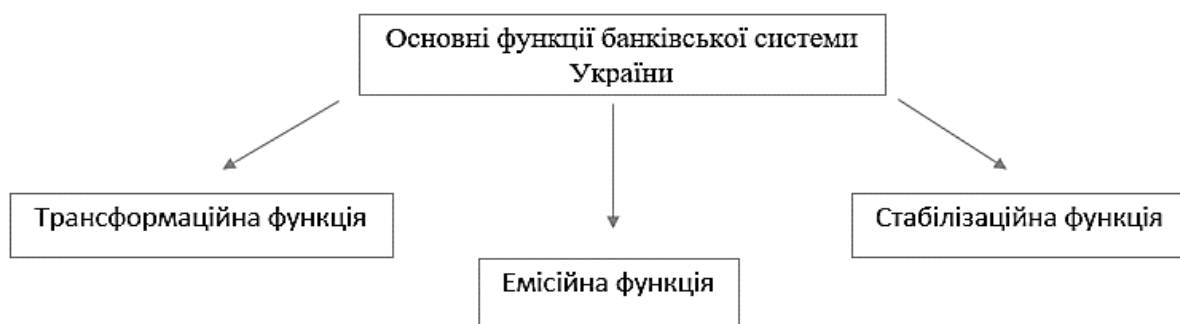 Основні функції банківської системи
України
Трансформаційна функція
Стабілізаційна функція
Емісійна функція